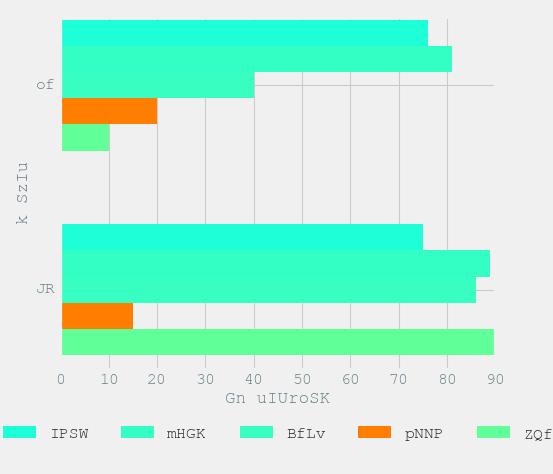 of
k SzIu
JR
0 10 20 30 40 50 60 70 80 90
Gn uIUroSK
IPSW mHGK BfLv pNNP ZQf